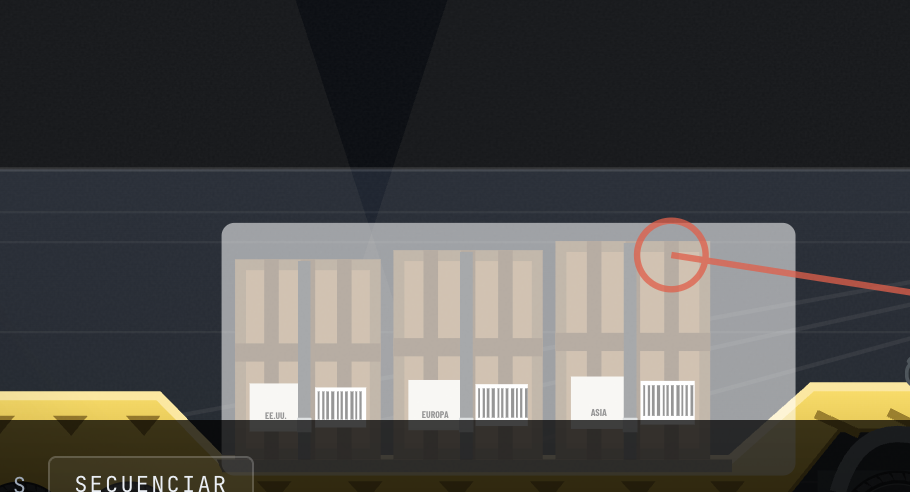 EE.UU.
EUROPA
ASIA
S
SECUENCIAR